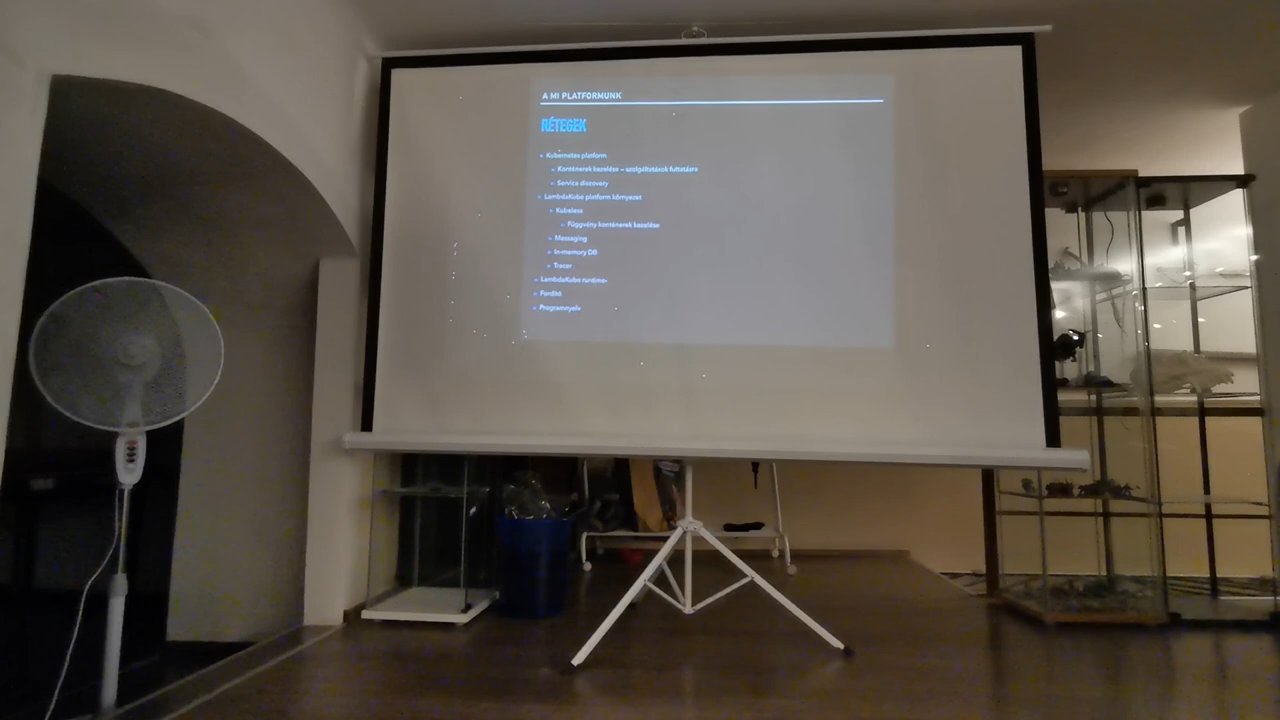 A MI PLATFORMUNK
RÉTEGEK
Kubernetes platform
Konténerek kezelése – szolgáltatások futtatásra
Service discovery
LambdaKube platform környezet
Kubeless
Függvény konténerek kezelése
Messaging
In-memory DB
Tracer
LambdaKube runtime
Fordító
Programnyelv